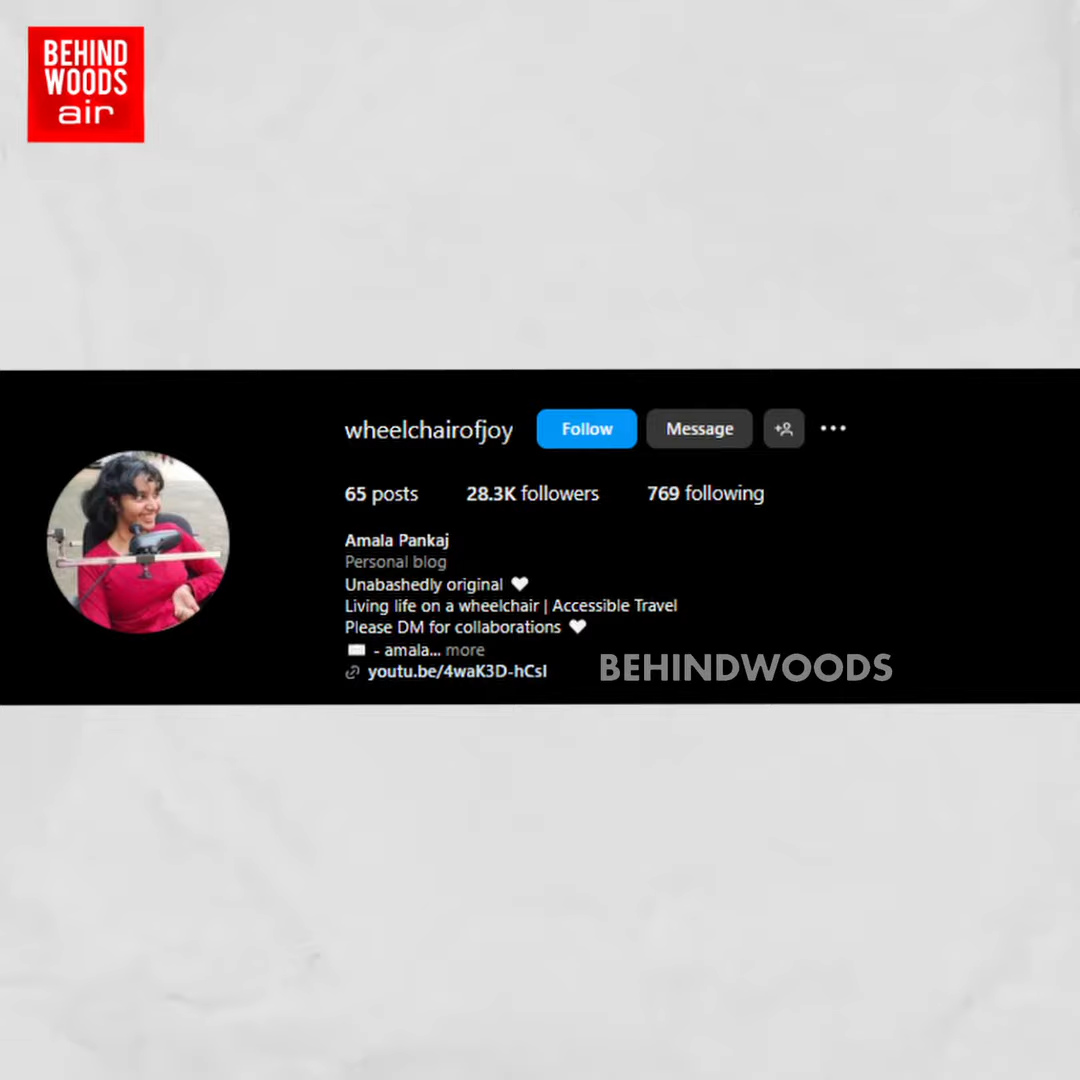 BEHIND
WOODS
air
wheelchairofjoy Follow Message ...
65 posts 28.3K followers 769 following
Amala Pankaj
Personal blog
Unabashedly original 🤍
Living life on a wheelchair | Accessible Travel
Please DM for collaborations 🤍
- amala... more
youtu.be/4waK3D-hCsI
BEHINDWOODS